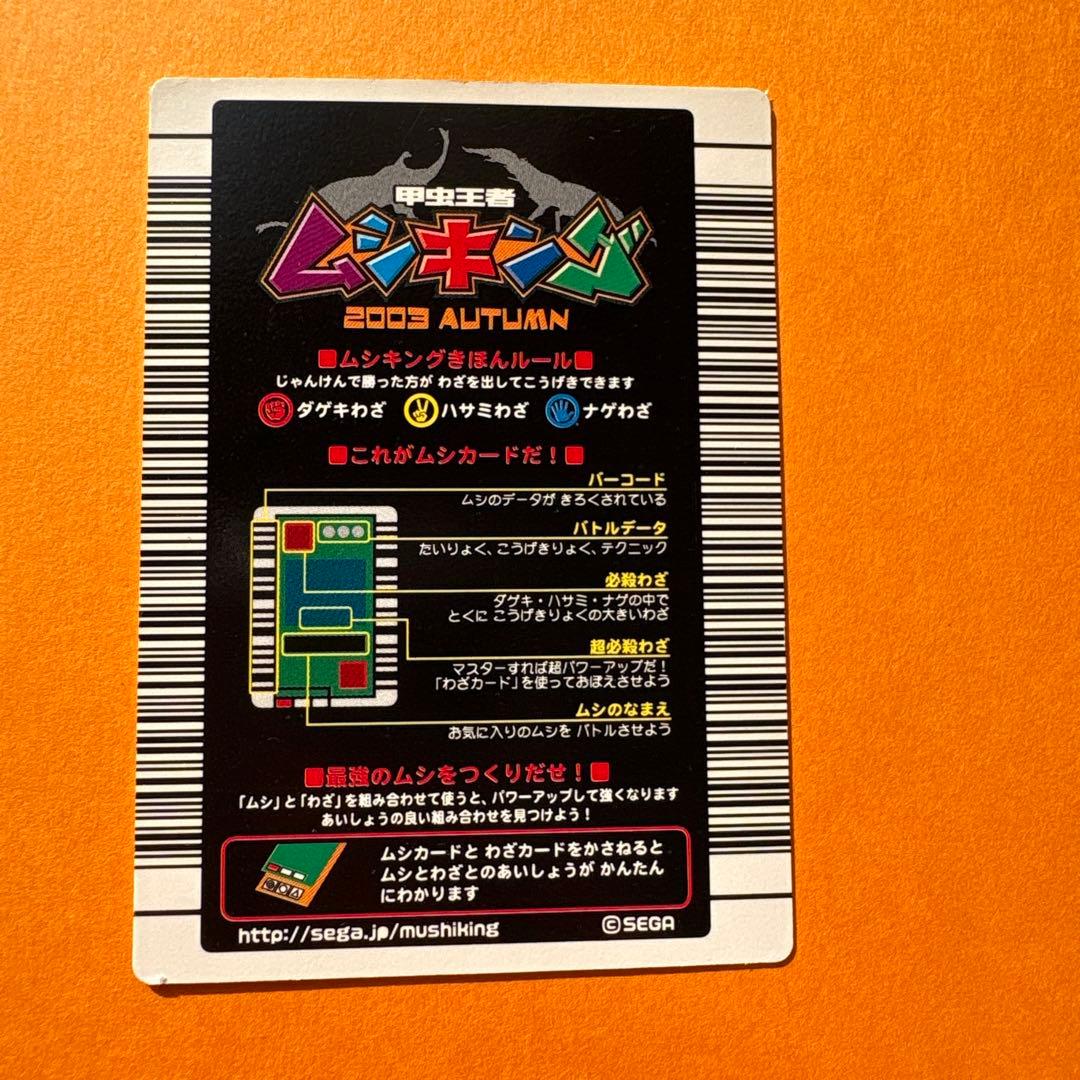 甲虫王者
ムシキング
2003 AUTUMN
■ムシキングきほんルール■
じゃんけんで勝った方が わざを出してこうげきできます
ダゲキわざ ハサミわざ ナゲわざ
■これがムシカードだ！■
バーコード
ムシのデータが きろくされている
バトルデータ
たいりょく、こうげきりょく、テクニック
必殺わざ
ダゲキ・ハサミ・ナゲの中で
とくに こうげきりょくの大きいわざ
超必殺わざ
マスターすれば超パワーアップだ！
「わざカード」を使っておぼえさせよう
ムシのなまえ
お気に入りのムシを バトルさせよう
■最強のムシをつくりだせ！■
「ムシ」と「わざ」を組み合わせて使うと、パワーアップして強くなります
あいしょうの良い組み合わせを見つけよう！
ムシカードと わざカードをかさねると
ムシとわざとのあいしょうが かんたん
にわかります
http://sega.jp/mushiking
©SEGA